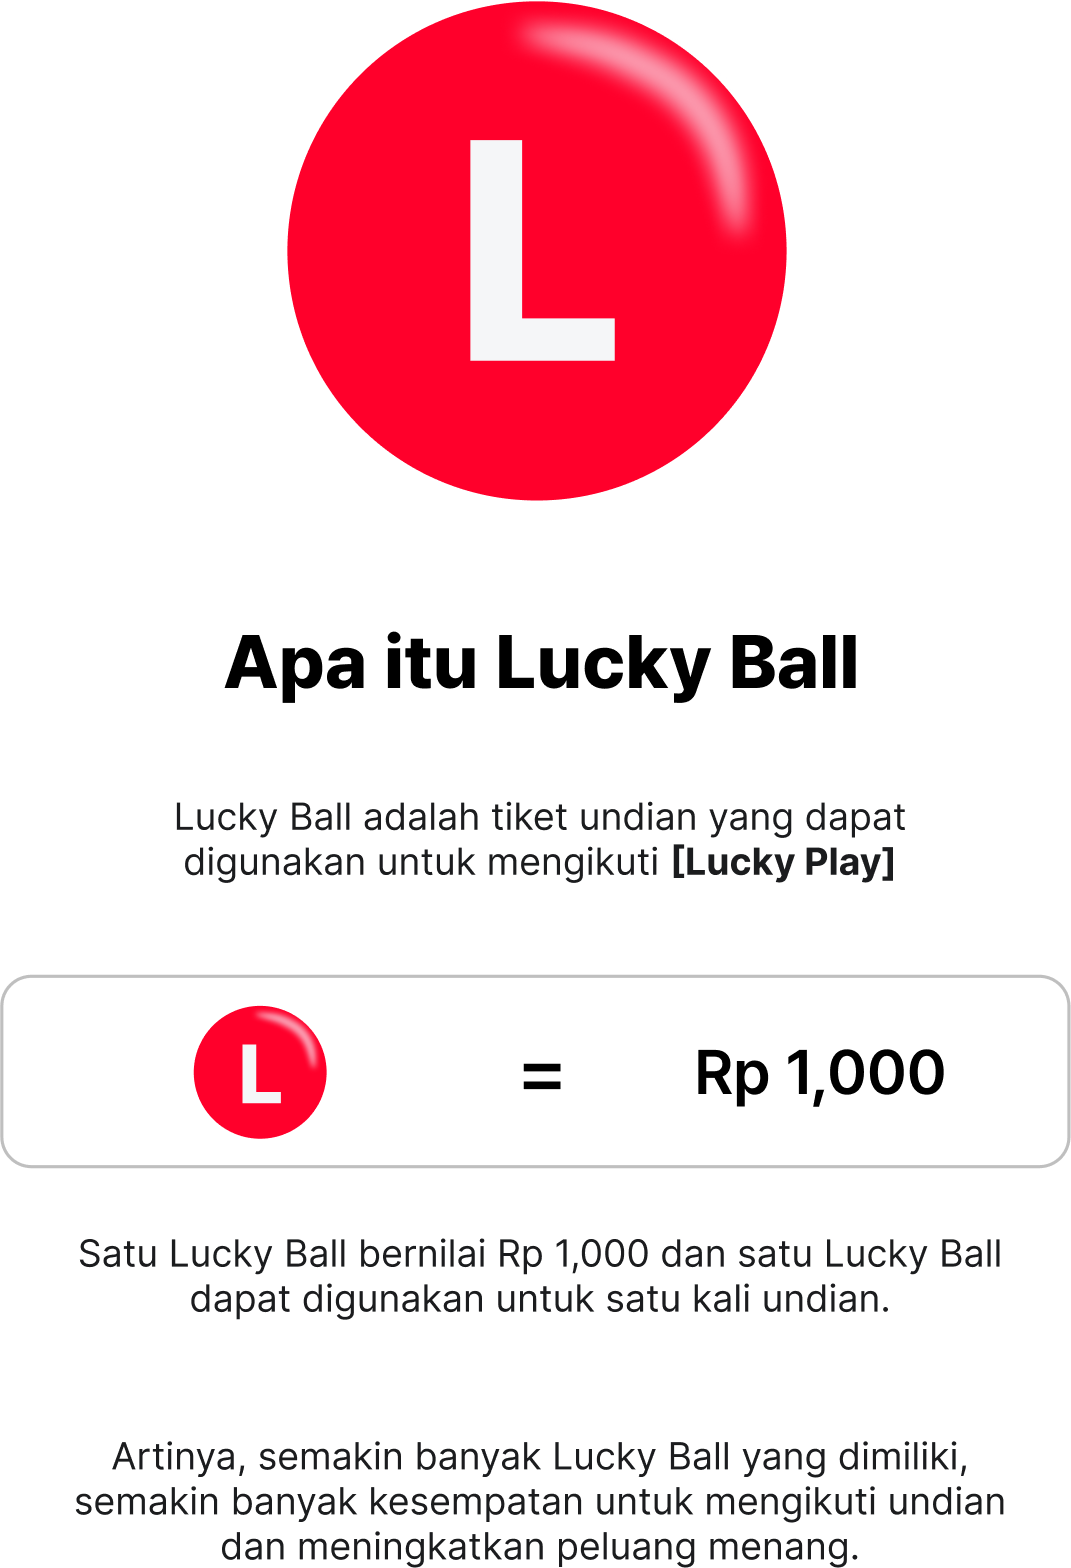 L
Apa itu Lucky Ball
Lucky Ball adalah tiket undian yang dapat
digunakan untuk mengikuti [Lucky Play]
L = Rp 1,000
Satu Lucky Ball bernilai Rp 1,000 dan satu Lucky Ball
dapat digunakan untuk satu kali undian.
Artinya, semakin banyak Lucky Ball yang dimiliki,
semakin banyak kesempatan untuk mengikuti undian
dan meningkatkan peluang menang.